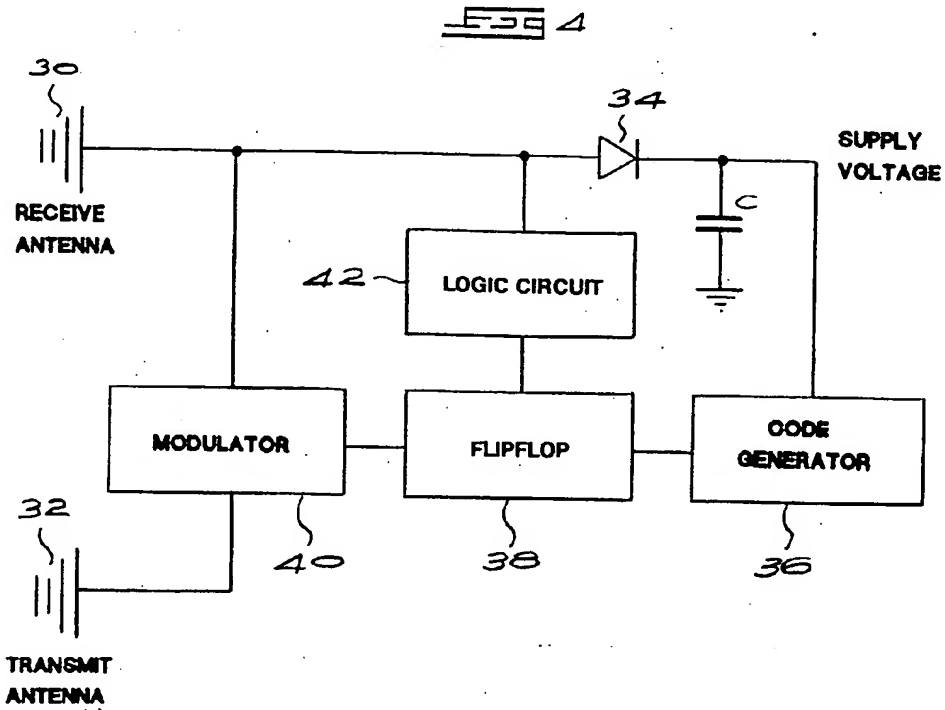 Fig 4
30
34
SUPPLY
VOLTAGE
C
RECEIVE
ANTENNA
42
LOGIC CIRCUIT
MODULATOR
FLIPFLOP
CODE
GENERATOR
32
40
38
36
TRANSMIT
ANTENNA